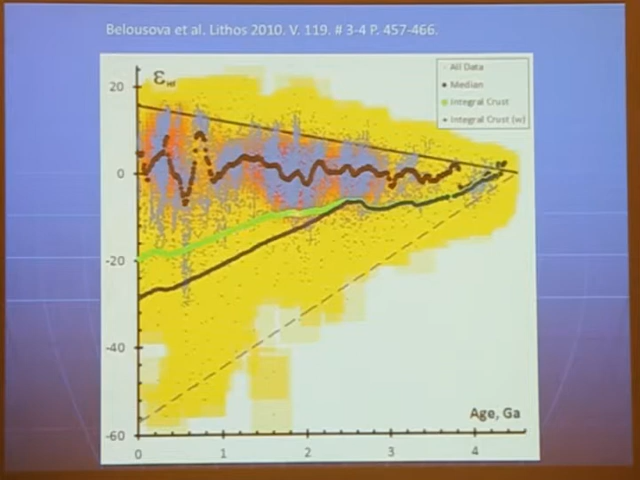 Belousova et al. Lithos 2010. V. 119. # 3-4 P. 457-466.
εHf
All Data
Median
Integral Crust
Integral Crust (w)
20
0
-20
-40
-60
Age, Ga
0 1 2 3 4